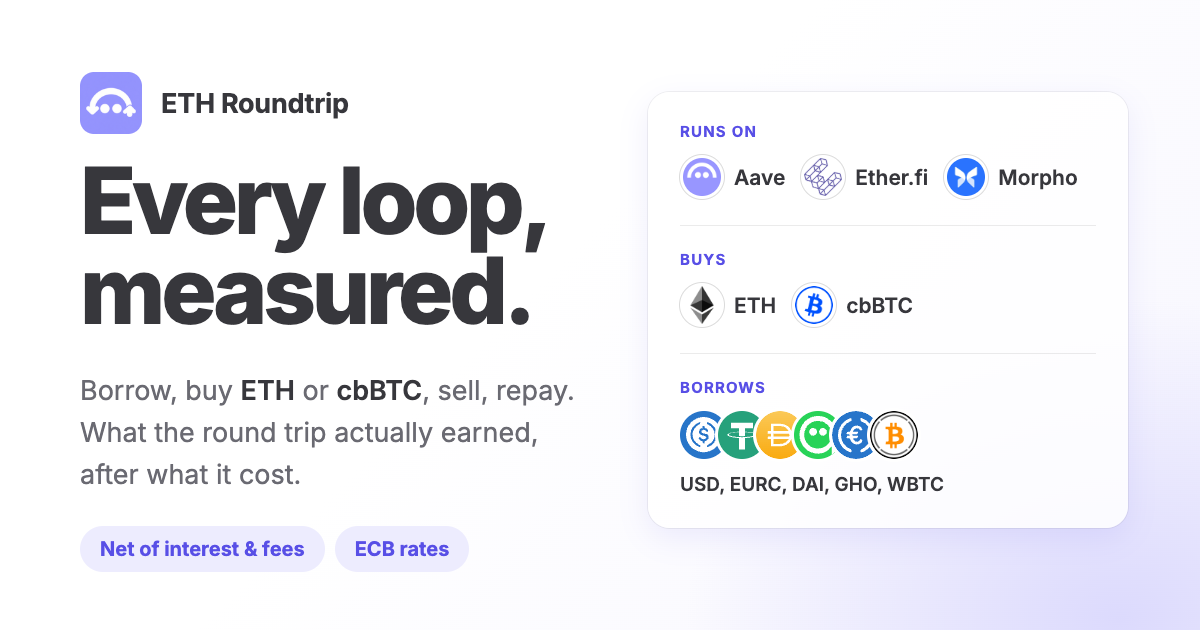 ETH Roundtrip
Every loop,
measured.
Borrow, buy ETH or cbBTC, sell, repay.
What the round trip actually earned,
after what it cost.
Net of interest & fees
ECB rates
RUNS ON
Aave
Ether.fi
Morpho
BUYS
ETH
cbBTC
BORROWS
USD, EURC, DAI, GHO, WBTC